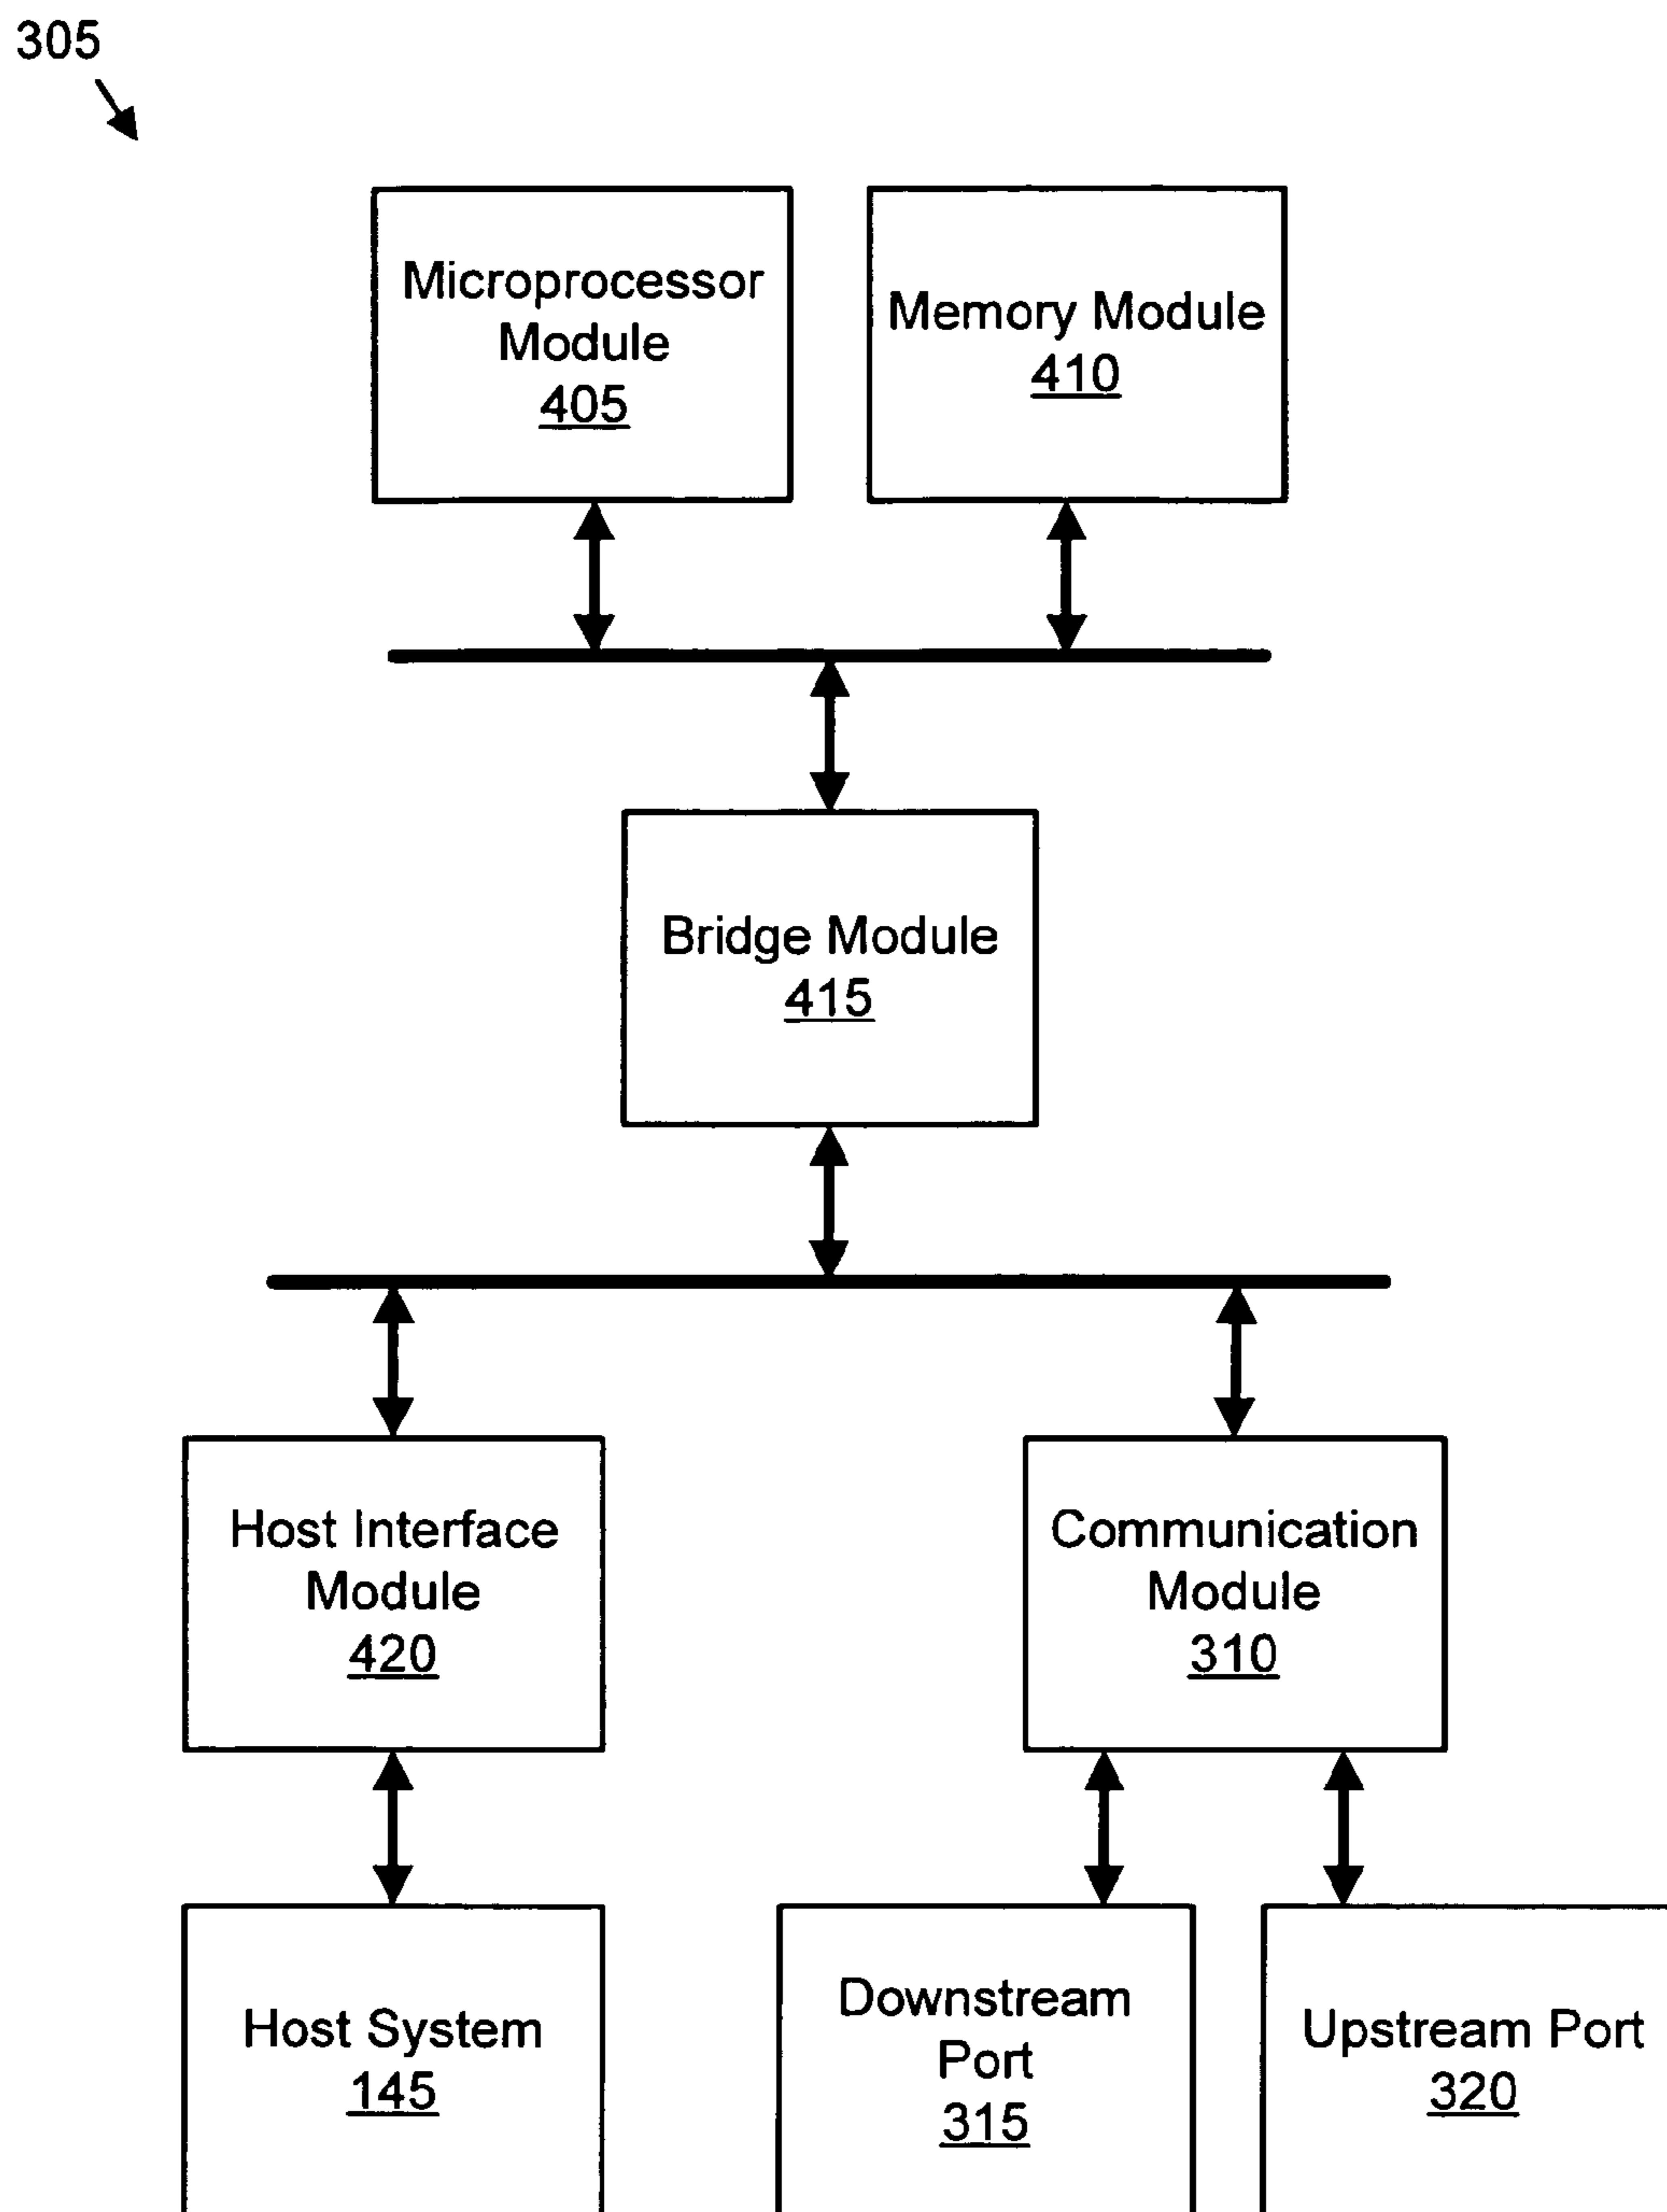 305
Microprocessor
Module
405
Memory Module
410
Bridge Module
415
Host Interface
Module
420
Communication
Module
310
Host System
145
Downstream
Port
315
Upstream Port
320